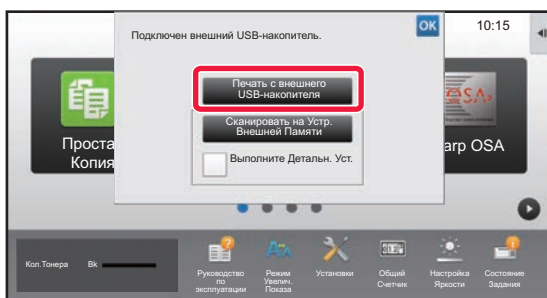 10:15
Подключен внешний USB-накопитель.
OK
Печать с внешнего
USB-накопителя
Сканировать на Устр.
Внешней Памяти
Выполните Детальн. Уст.
Проста
Копия
arp OSA
Кол.Тонера Bk
Руководство
по
эксплуатации
Режим
Увелич.
Показа
Установки
Общий
Счетчик
Настройка
Яркости
Состояние
Задания